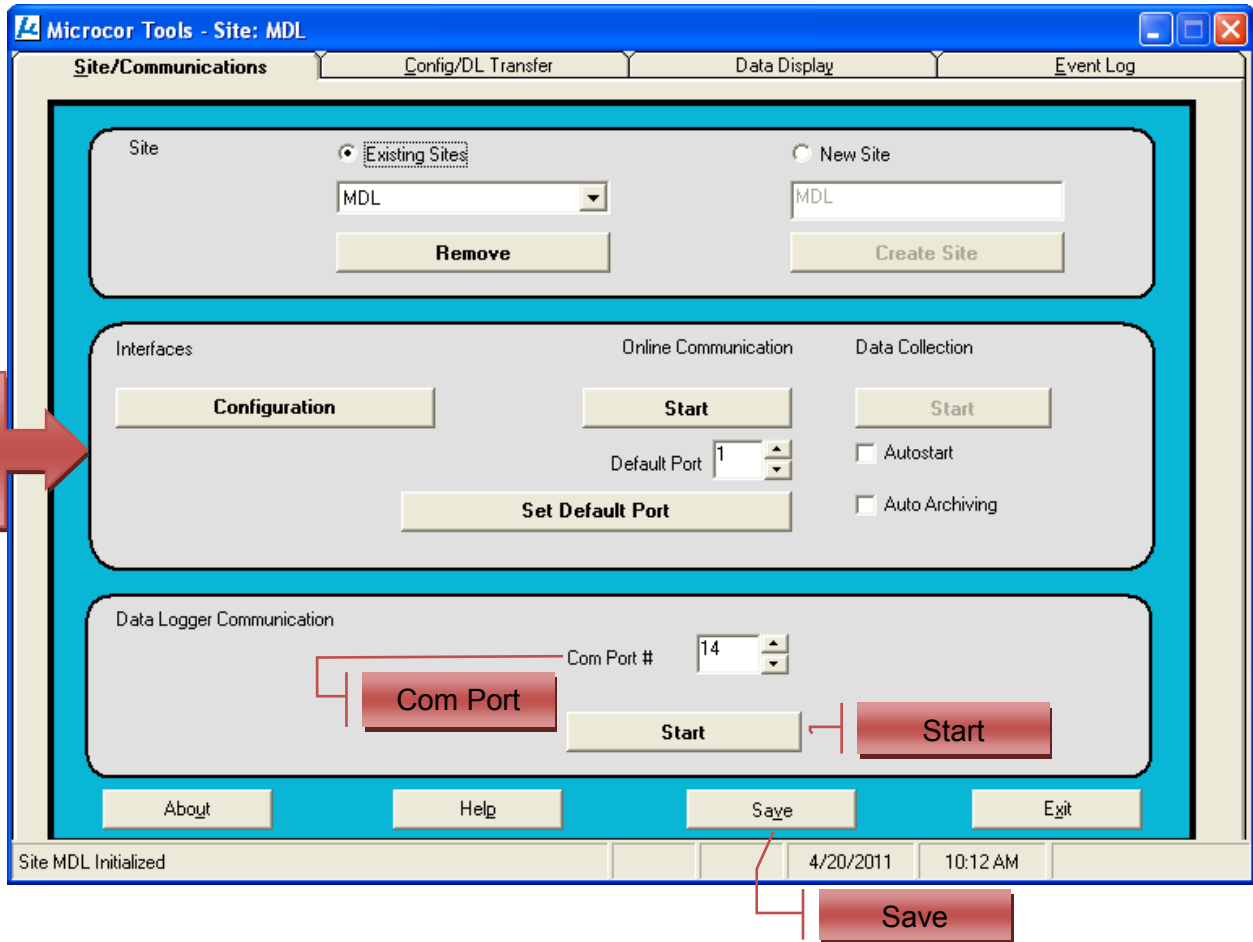 Microcor Tools - Site: MDL
Site/Communications Config/DL Transfer Data Display Event Log
Site Existing Sites New Site
MDL MDL
Remove Create Site
Interfaces Online Communication Data Collection
Configuration Start Start
Default Port 1 Autostart
Set Default Port Auto Archiving
Data Logger Communication
Com Port # 14
Com Port
Start Start
About Help Save Exit
Site MDL Initialized 4/20/2011 10:12 AM
Save